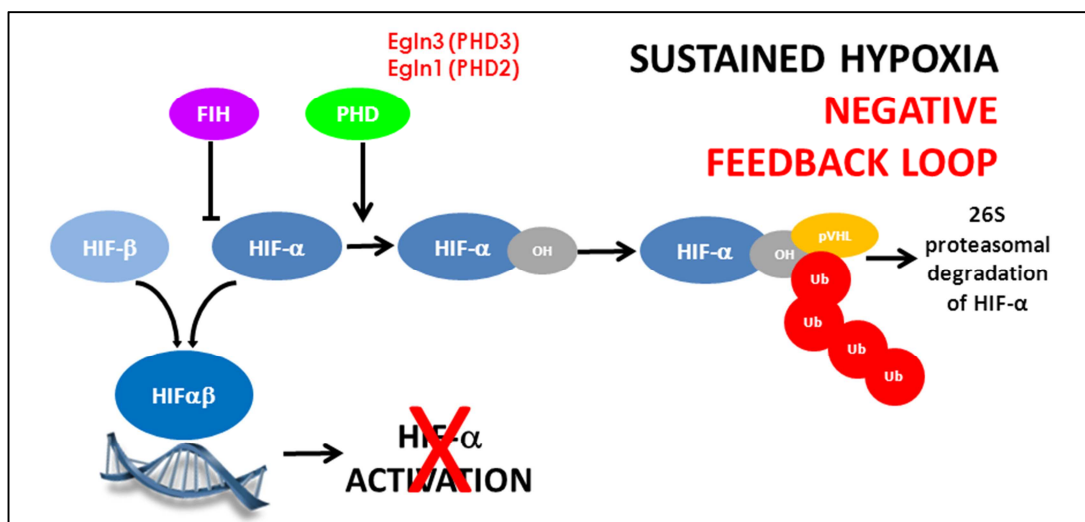 Egln3 (PHD3)
Egln1 (PHD2)
SUSTAINED HYPOXIA
NEGATIVE
FEEDBACK LOOP
FIH
PHD
HIF-β
HIF-α
HIF-α
OH
HIF-α
OH
pVHL
Ub
Ub
Ub
Ub
26S
proteasomal
degradation
of HIF-α
HIFαβ
HIF-α
ACTIVATION